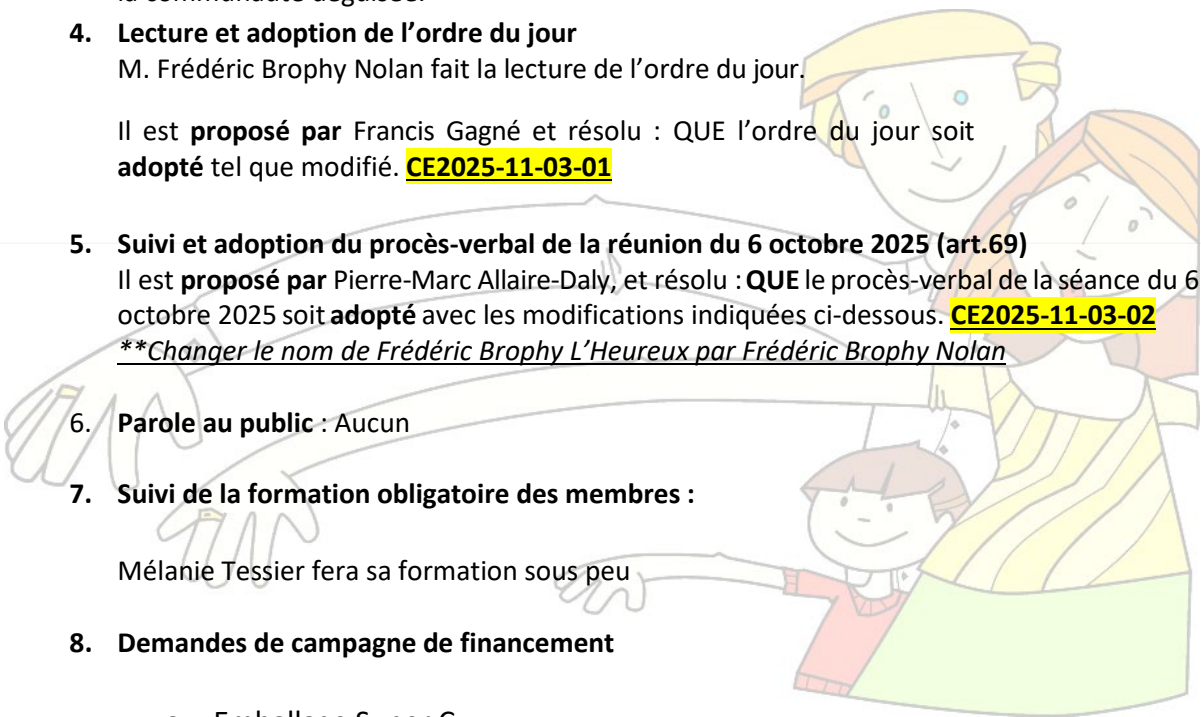 la communauté déguisée.
4. Lecture et adoption de l’ordre du jour
M. Frédéric Brophy Nolan fait la lecture de l’ordre du jour.
Il est proposé par Francis Gagné et résolu : QUE l’ordre du jour soit
adopté tel que modifié. CE2025-11-03-01
5. Suivi et adoption du procès-verbal de la réunion du 6 octobre 2025 (art.69)
Il est proposé par Pierre-Marc Allaire-Daly, et résolu : QUE le procès-verbal de la séance du 6
octobre 2025 soit adopté avec les modifications indiquées ci-dessous. CE2025-11-03-02
**Changer le nom de Frédéric Brophy L’Heureux par Frédéric Brophy Nolan
6. Parole au public : Aucun
7. Suivi de la formation obligatoire des membres :
Mélanie Tessier fera sa formation sous peu
8. Demandes de campagne de financement
Emballage Super C